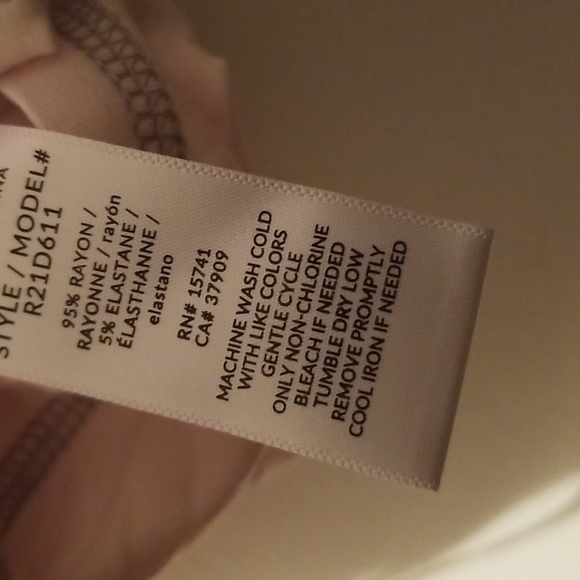 STYLE / MODEL#
R21D611
95% RAYON /
RAYONNE / rayón
5% ELASTANE /
ÉLASTHANNE /
elastano
RN# 15741
CA# 37909
MACHINE WASH COLD
WITH LIKE COLORS
GENTLE CYCLE
ONLY NON-CHLORINE
BLEACH IF NEEDED
TUMBLE DRY LOW
REMOVE PROMPTLY
COOL IRON IF NEEDED